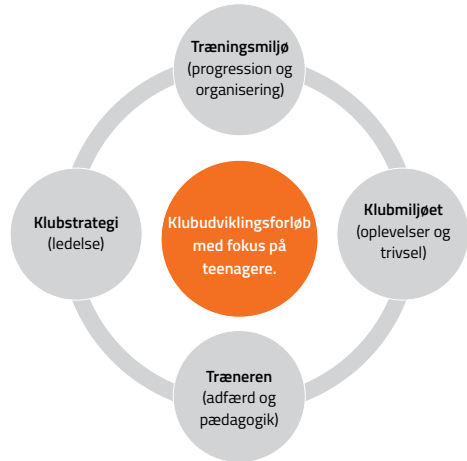 Træningsmiljø
(progression og
organisering)
Klubstrategi
(ledelse)
Klubudviklingsforløb
med fokus på
teenagere.
Klubmiljøet
(oplevelser og
trivsel)
Træneren
(adfærd og
pædagogik)